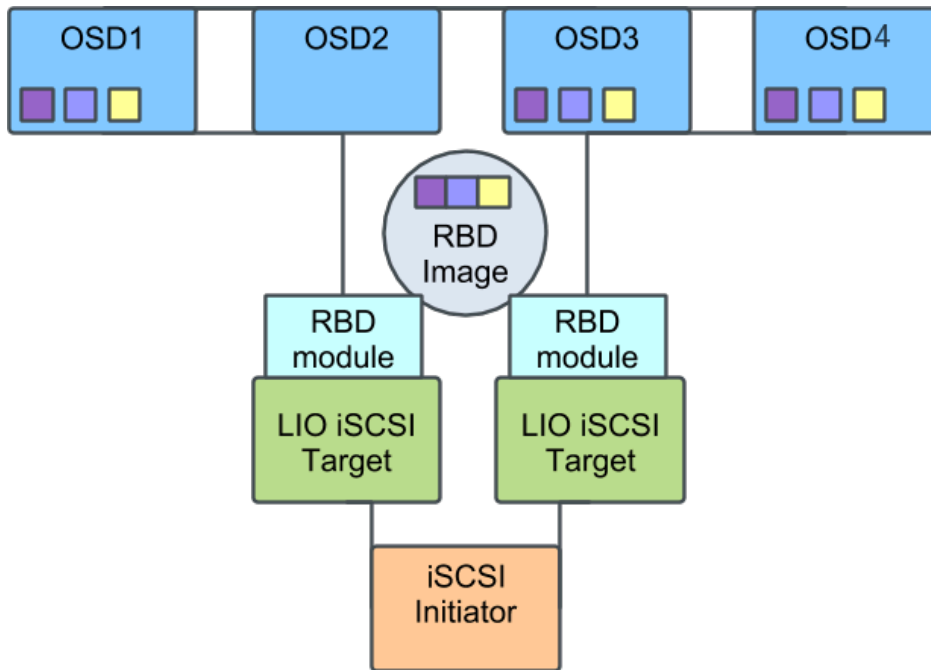 OSD1
OSD2
OSD3
OSD4
RBD
Image
RBD
module
RBD
module
LIO iSCSI
Target
LIO iSCSI
Target
iSCSI
Initiator